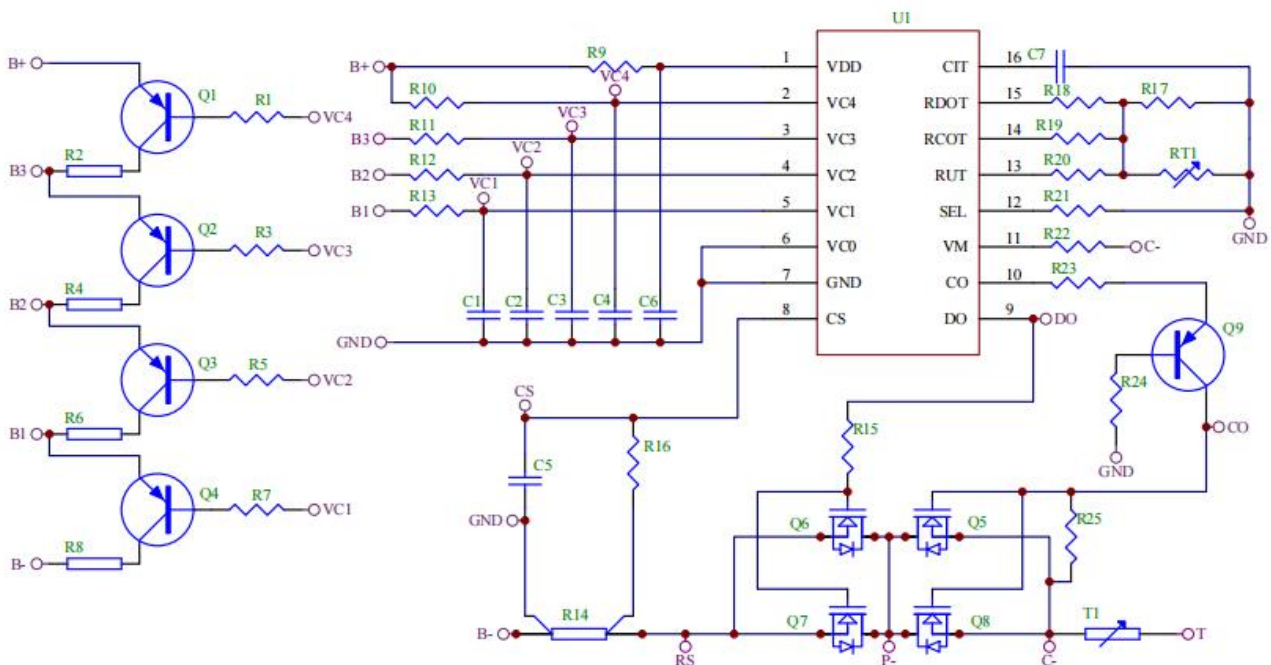 U1
B+
Q1
R1
VC4
R2
B3
Q2
R3
VC3
R4
B2
Q3
R5
VC2
R6
B1
Q4
R7
VC1
R8
B-
B+
R9
VC4
R10
B3
R11
VC3
B2
R12
VC2
B1
R13
VC1
C1
C2
C3
C4
C6
GND
1 VDD
2 VC4
3 VC3
4 VC2
5 VC1
6 VC0
7 GND
8 CS
CIT 16
RDOT 15
RCOT 14
RUT 13
SEL 12
VM 11
CO 10
DO 9
C7
R18
R17
R19
R20
RT1
R21
GND
R22
C-
R23
DO
Q9
R24
GND
CO
CS
R16
C5
GND
R15
Q6
Q5
R25
B-
R14
RS
Q7
P-
Q8
C-
T1
T